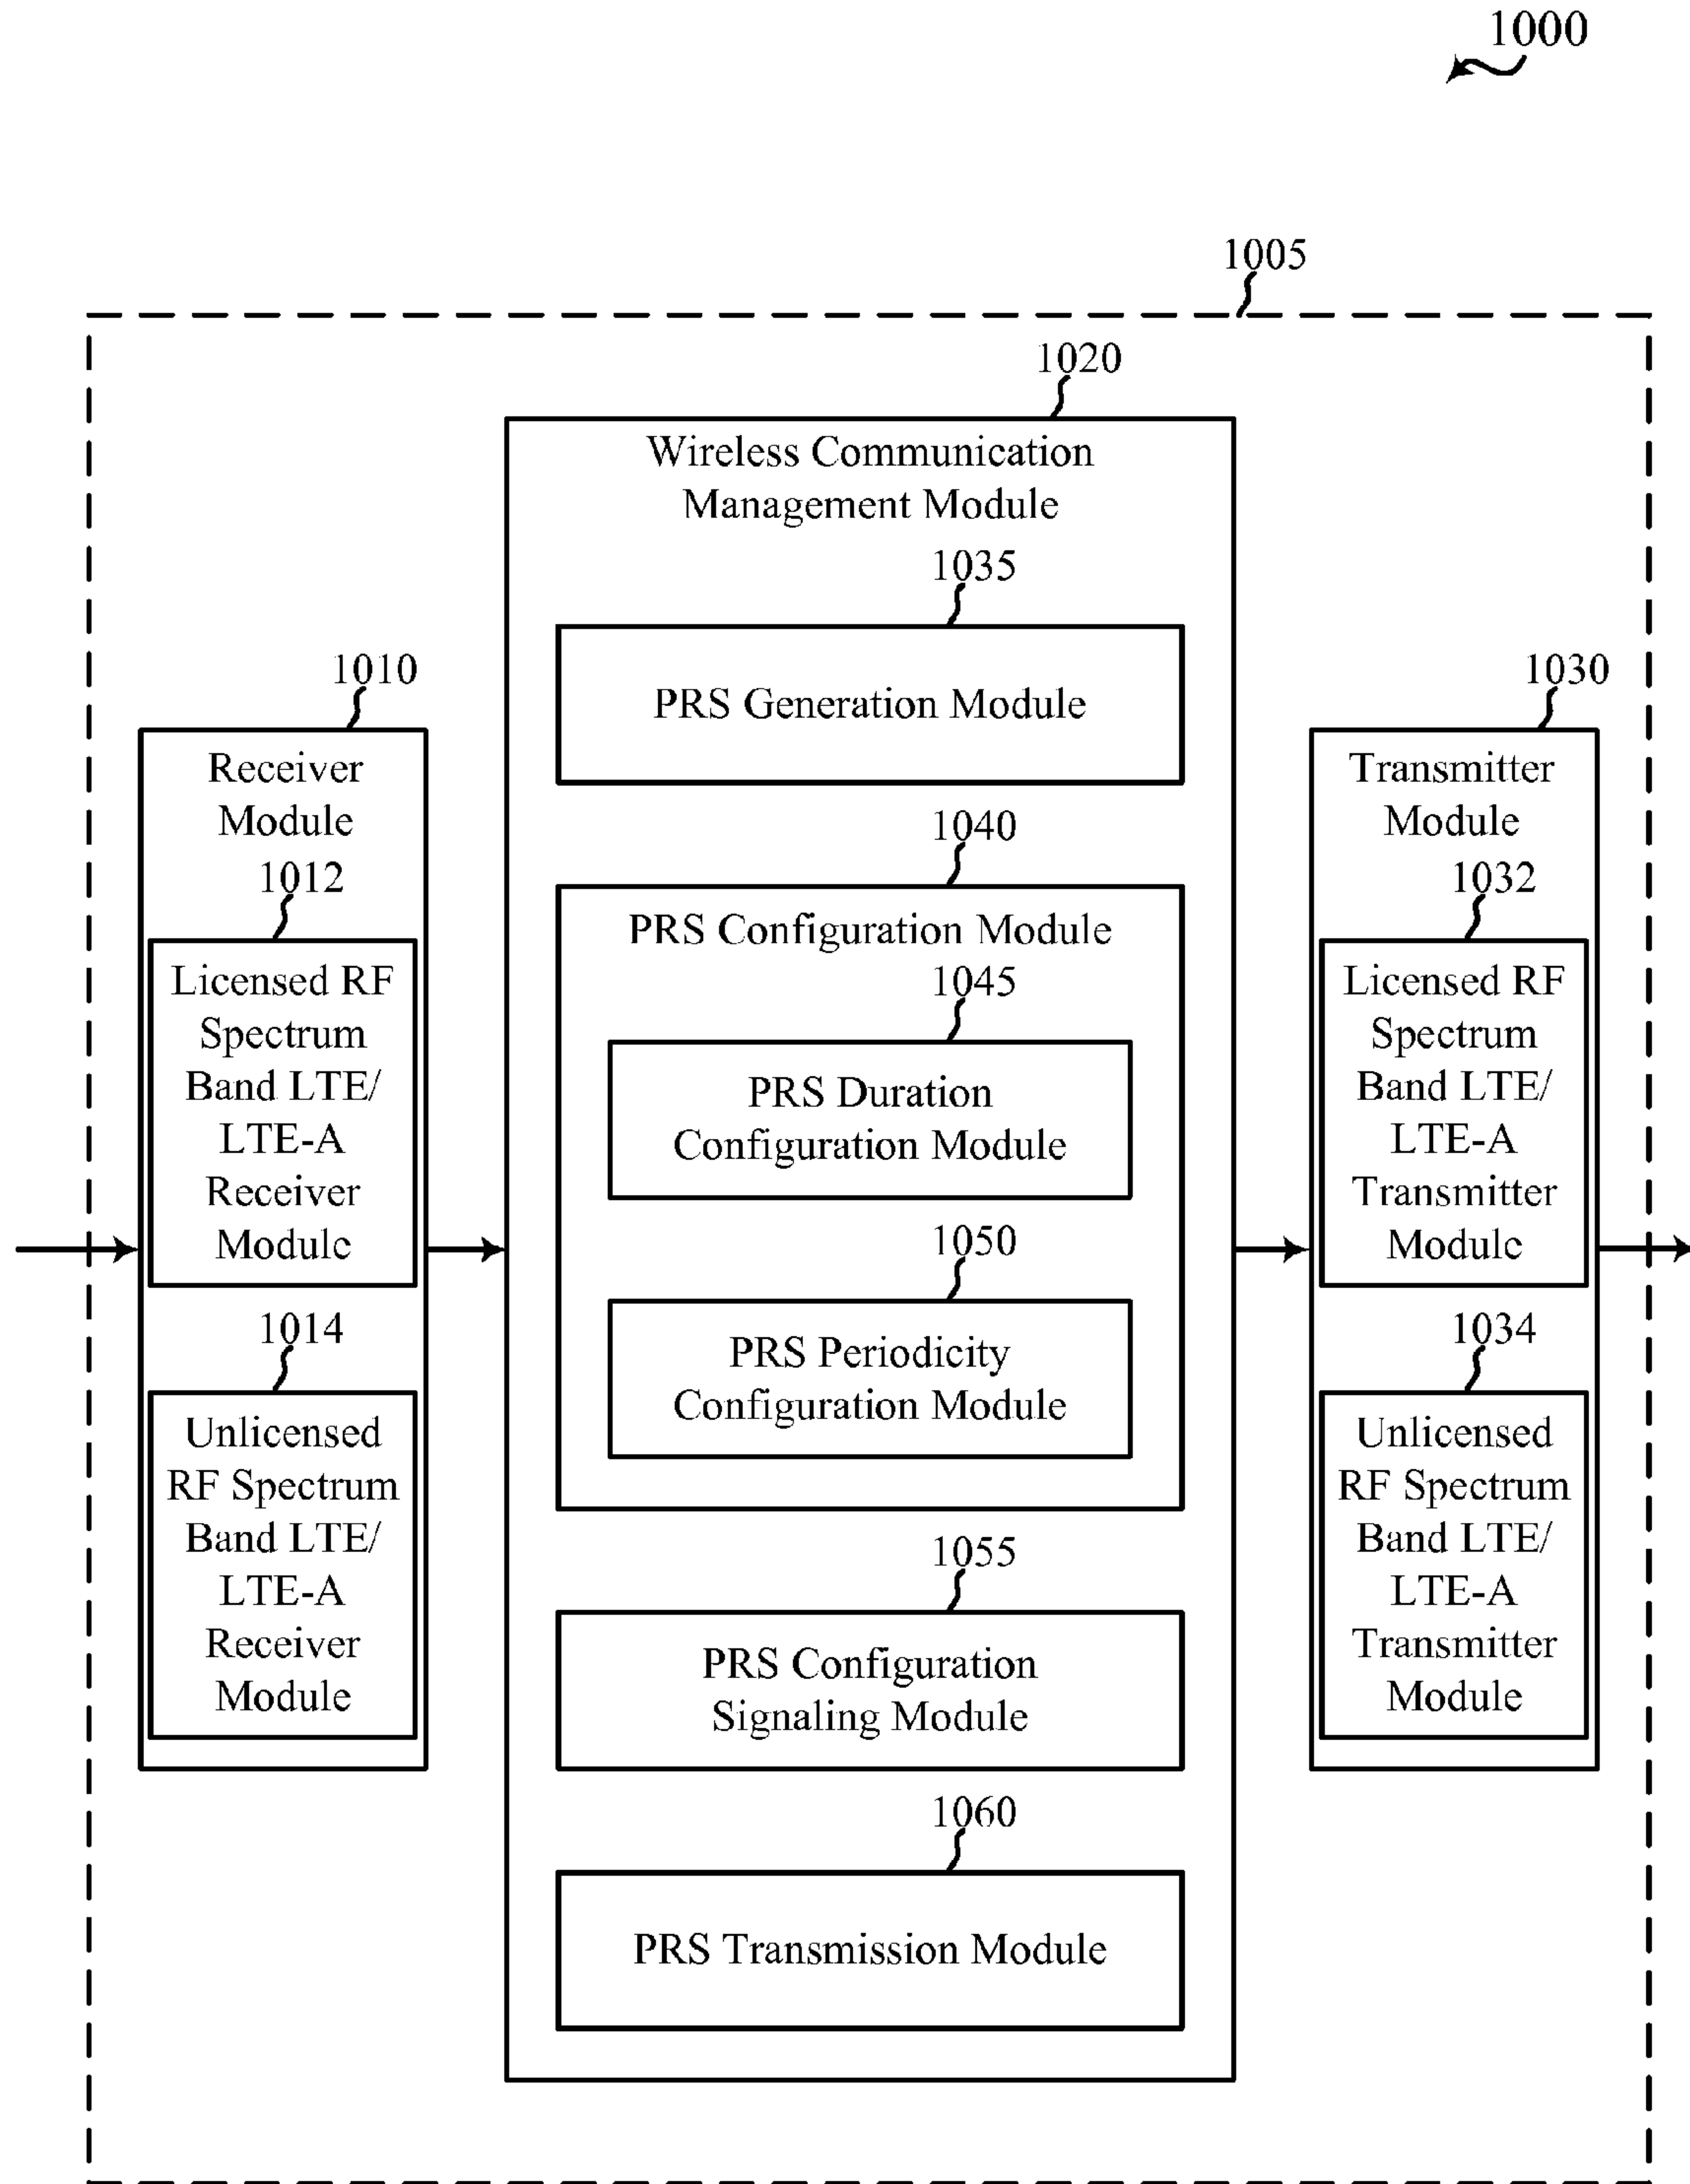 1000
1005
1020
Wireless Communication
Management Module
1035
PRS Generation Module
1010
Receiver
Module
1012
Licensed RF
Spectrum
Band LTE/
LTE-A
Receiver
Module
1014
Unlicensed
RF Spectrum
Band LTE/
LTE-A
Receiver
Module
1040
PRS Configuration Module
1045
PRS Duration
Configuration Module
1050
PRS Periodicity
Configuration Module
1055
PRS Configuration
Signaling Module
1060
PRS Transmission Module
1030
Transmitter
Module
1032
Licensed RF
Spectrum
Band LTE/
LTE-A
Transmitter
Module
1034
Unlicensed
RF Spectrum
Band LTE/
LTE-A
Transmitter
Module